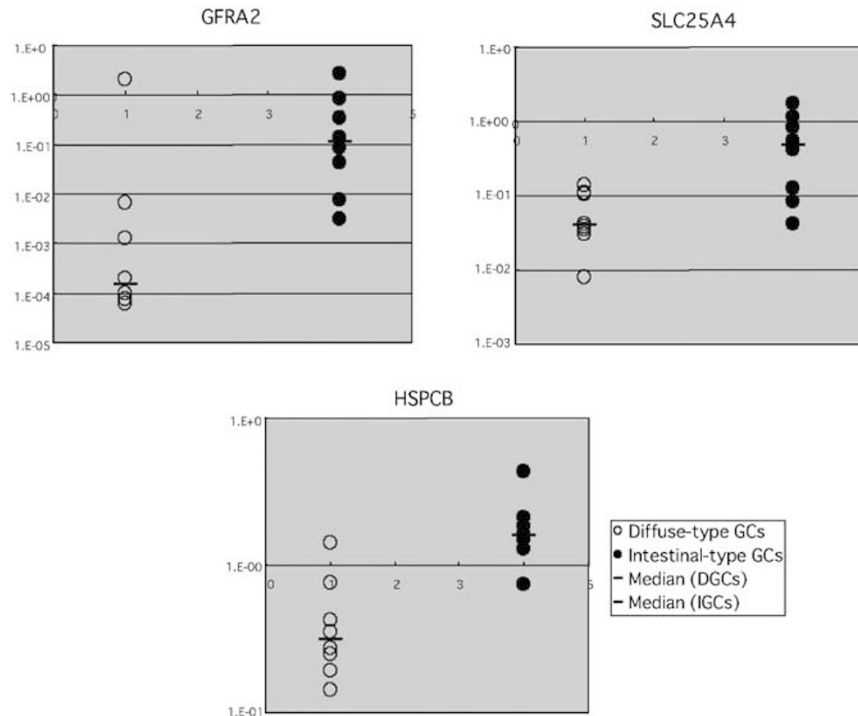 GFRA2
1.E+0
1.E+00
1.E-01
1.E-02
1.E-03
1.E-04
1.E-05
0 1 2 3 5
SLC25A4
1.E+0
1.E+00
1.E-01
1.E-02
1.E-03
0 1 2 3
HSPCB
1.E+0
1.E+00
1.E-01
0 1 2 3 5
Diffuse-type GCs
Intestinal-type GCs
Median (DGCs)
Median (IGCs)